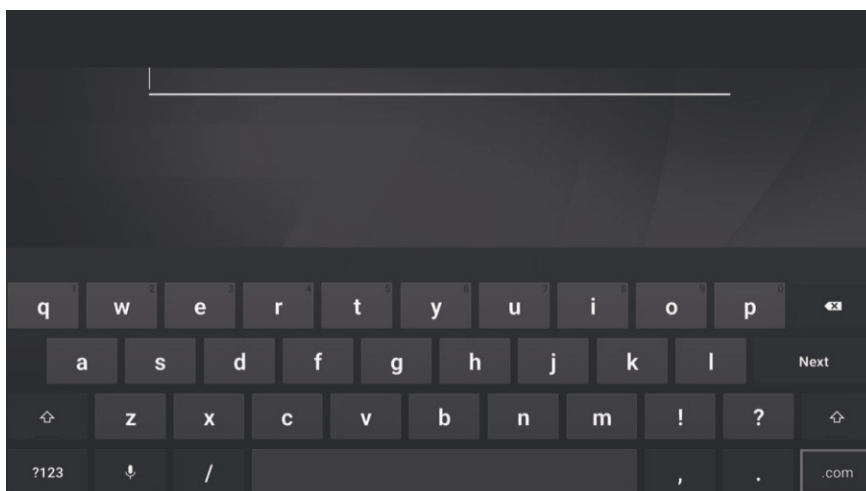 1 2 3 4 5 6 7 8 9 0
q w e r t y u i o p
a s d f g h j k l Next
z x c v b n m ! ?
?123 / , . .com